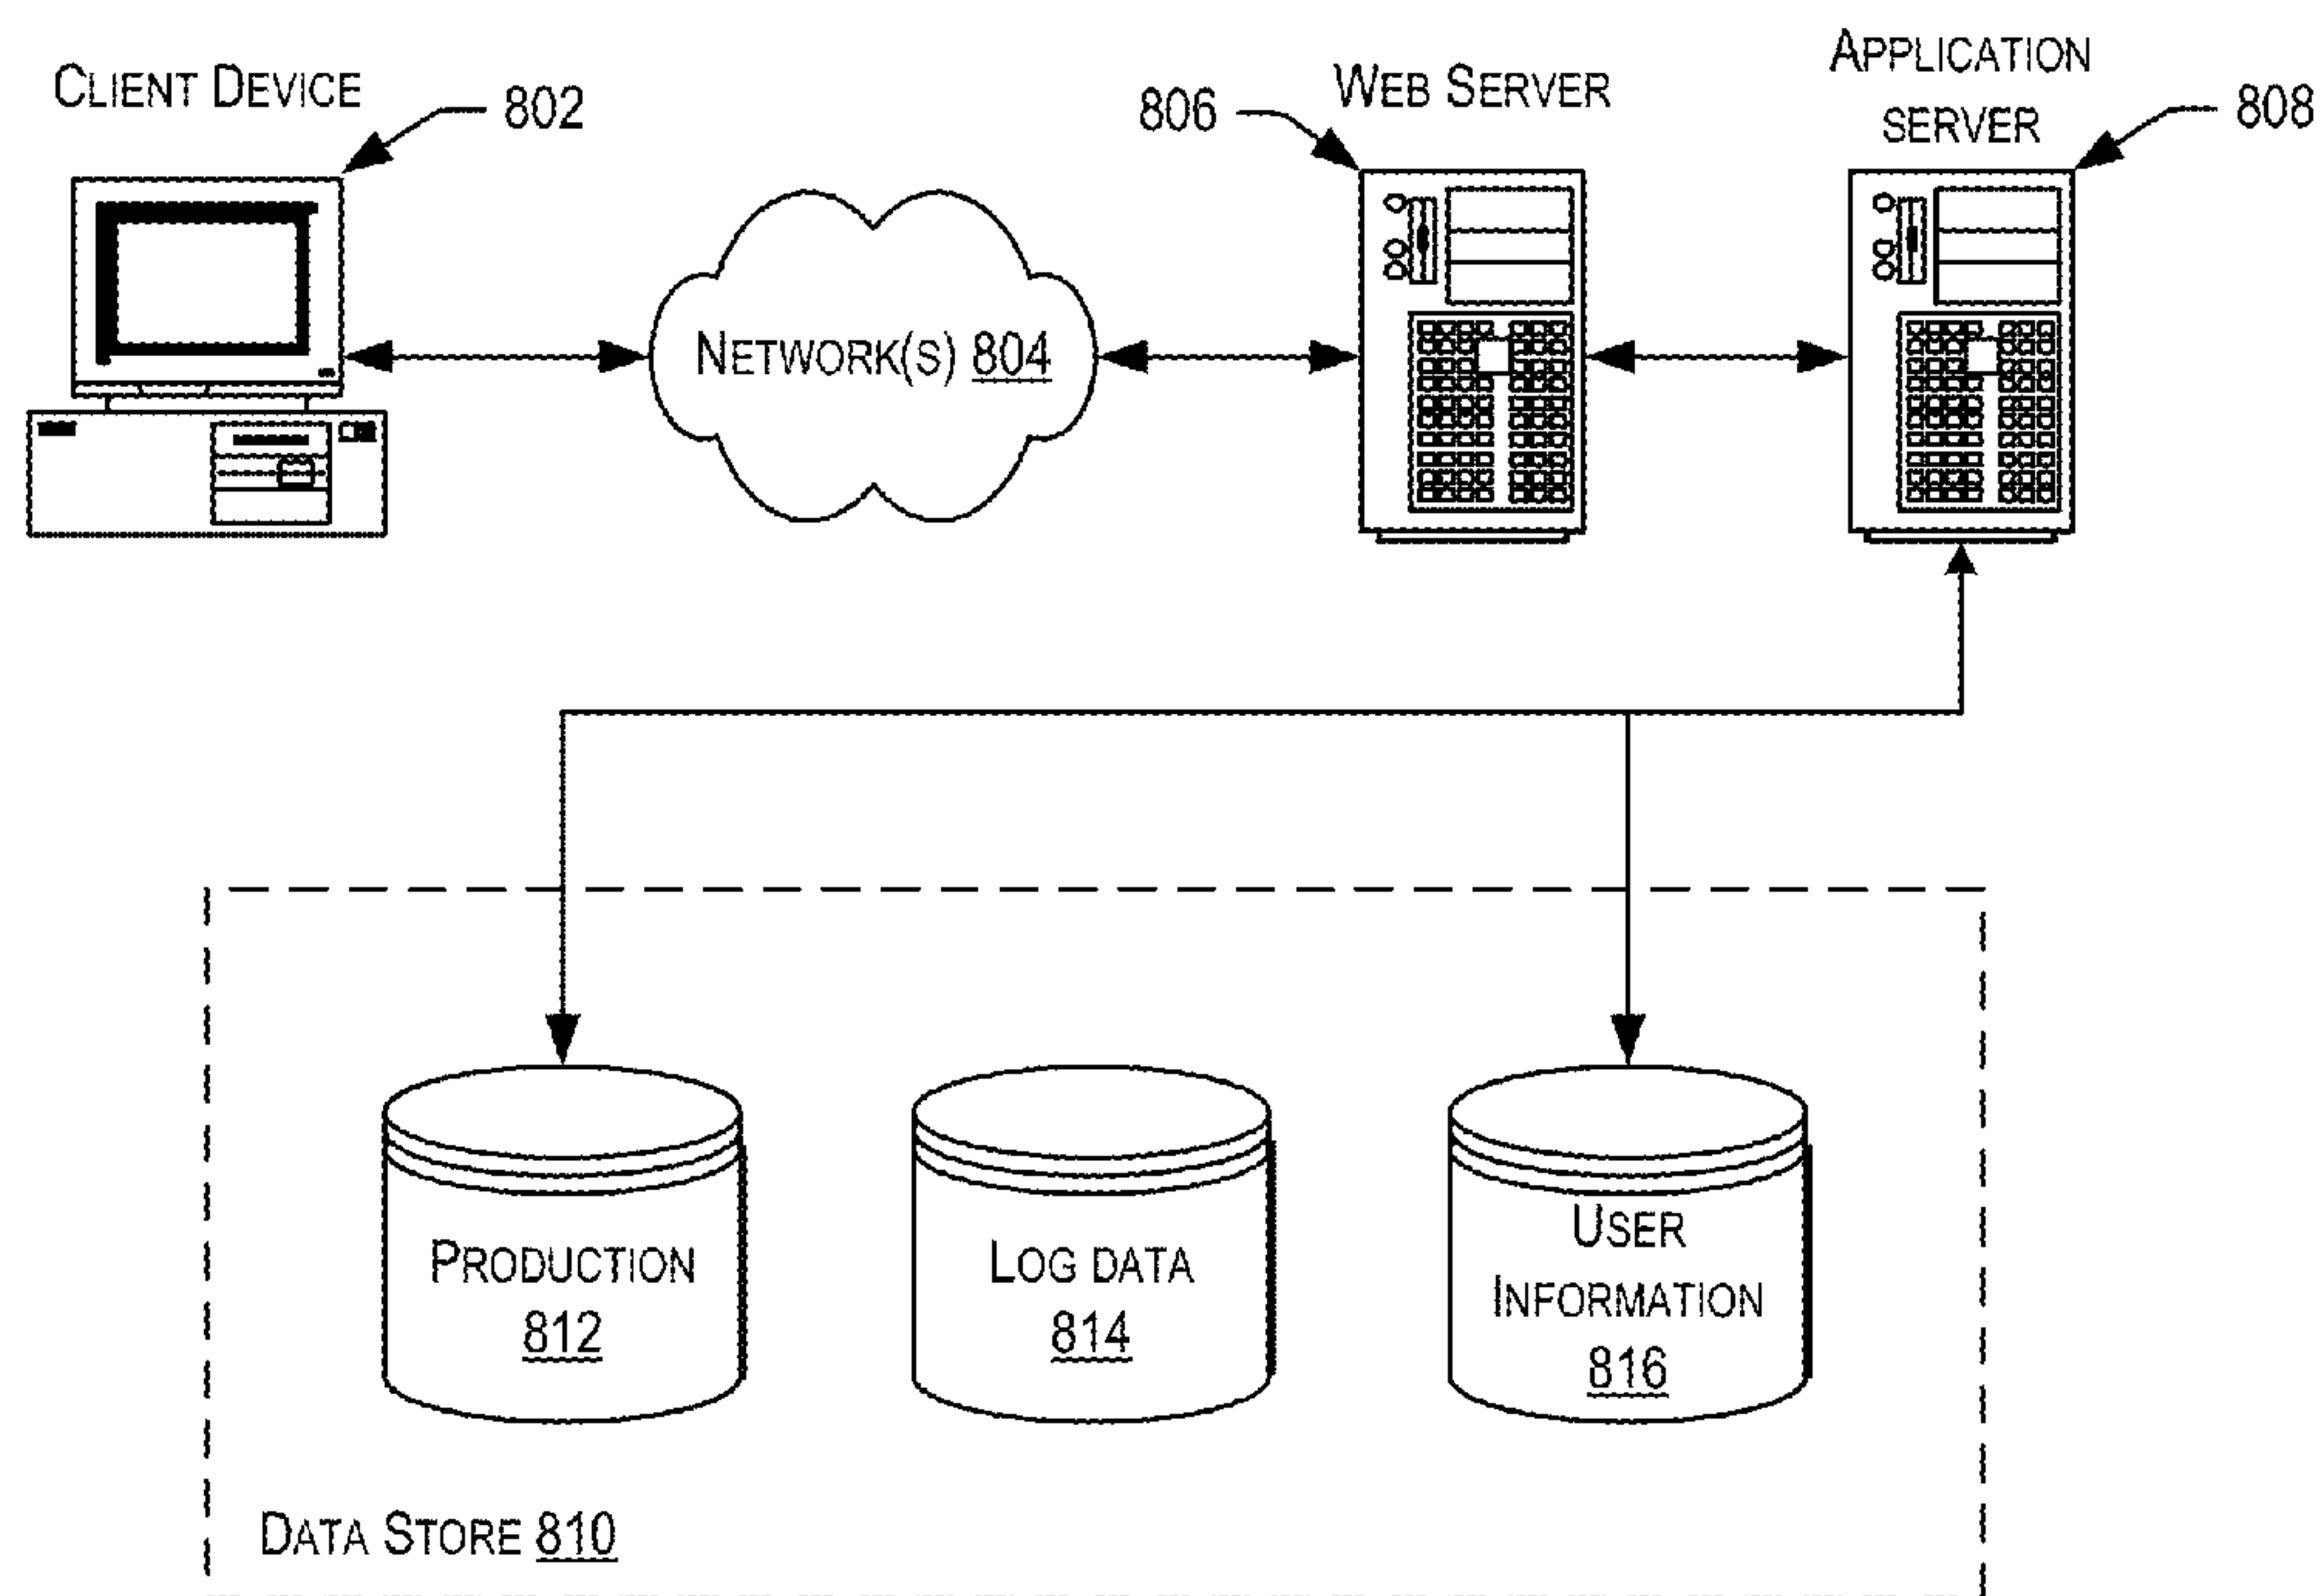 CLIENT DEVICE
802
806
WEB SERVER
APPLICATION
SERVER
808
NETWORK(S) 804
PRODUCTION
812
LOG DATA
814
USER
INFORMATION
816
DATA STORE 810